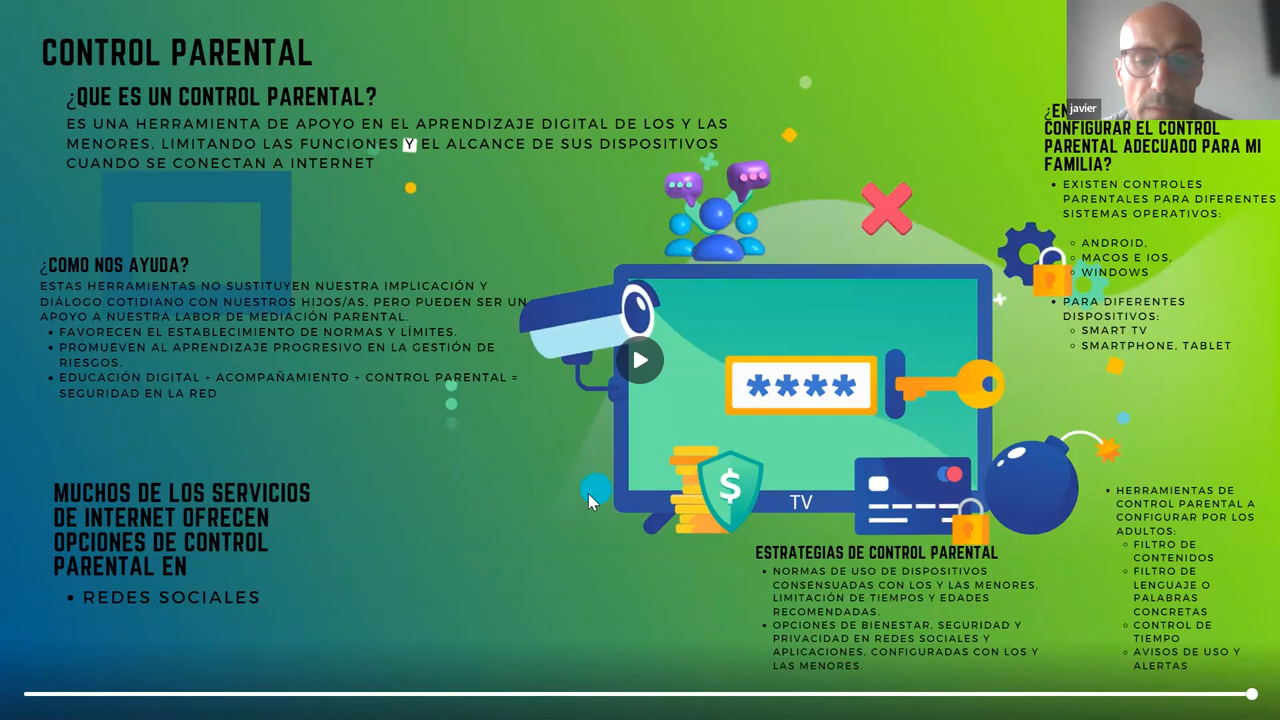 CONTROL PARENTAL
¿QUE ES UN CONTROL PARENTAL?
ES UNA HERRAMIENTA DE APOYO EN EL APRENDIZAJE DIGITAL DE LOS Y LAS
MENORES, LIMITANDO LAS FUNCIONES Y EL ALCANCE DE SUS DISPOSITIVOS
CUANDO SE CONECTAN A INTERNET
¿COMO NOS AYUDA?
ESTAS HERRAMIENTAS NO SUSTITUYEN NUESTRA IMPLICACIÓN Y
DIÁLOGO COTIDIANO CON NUESTROS HIJOS/AS, PERO PUEDEN SER UN
APOYO A NUESTRA LABOR DE MEDIACIÓN PARENTAL.
• FAVORECEN EL ESTABLECIMIENTO DE NORMAS Y LÍMITES.
• PROMUEVEN AL APRENDIZAJE PROGRESIVO EN LA GESTIÓN DE
RIESGOS.
• EDUCACIÓN DIGITAL + ACOMPAÑAMIENTO + CONTROL PARENTAL =
SEGURIDAD EN LA RED
MUCHOS DE LOS SERVICIOS
DE INTERNET OFRECEN
OPCIONES DE CONTROL
PARENTAL EN
• REDES SOCIALES
****
$
TV
ESTRATEGIAS DE CONTROL PARENTAL
• NORMAS DE USO DE DISPOSITIVOS
CONSENSUADAS CON LOS Y LAS MENORES,
LIMITACIÓN DE TIEMPOS Y EDADES
RECOMENDADAS.
• OPCIONES DE BIENESTAR, SEGURIDAD Y
PRIVACIDAD EN REDES SOCIALES Y
APLICACIONES, CONFIGURADAS CON LOS Y
LAS MENORES.
javier
CONFIGURAR EL CONTROL
PARENTAL ADECUADO PARA MI
FAMILIA?
• EXISTEN CONTROLES
PARENTALES PARA DIFERENTES
SISTEMAS OPERATIVOS:
○ ANDROID,
○ MACOS E IOS,
○ WINDOWS
• PARA DIFERENTES
DISPOSITIVOS:
○ SMART TV
○ SMARTPHONE, TABLET
• HERRAMIENTAS DE
CONTROL PARENTAL A
CONFIGURAR POR LOS
ADULTOS:
○ FILTRO DE
CONTENIDOS
○ FILTRO DE
LENGUAJE O
PALABRAS
CONCRETAS
○ CONTROL DE
TIEMPO
○ AVISOS DE USO Y
ALERTAS